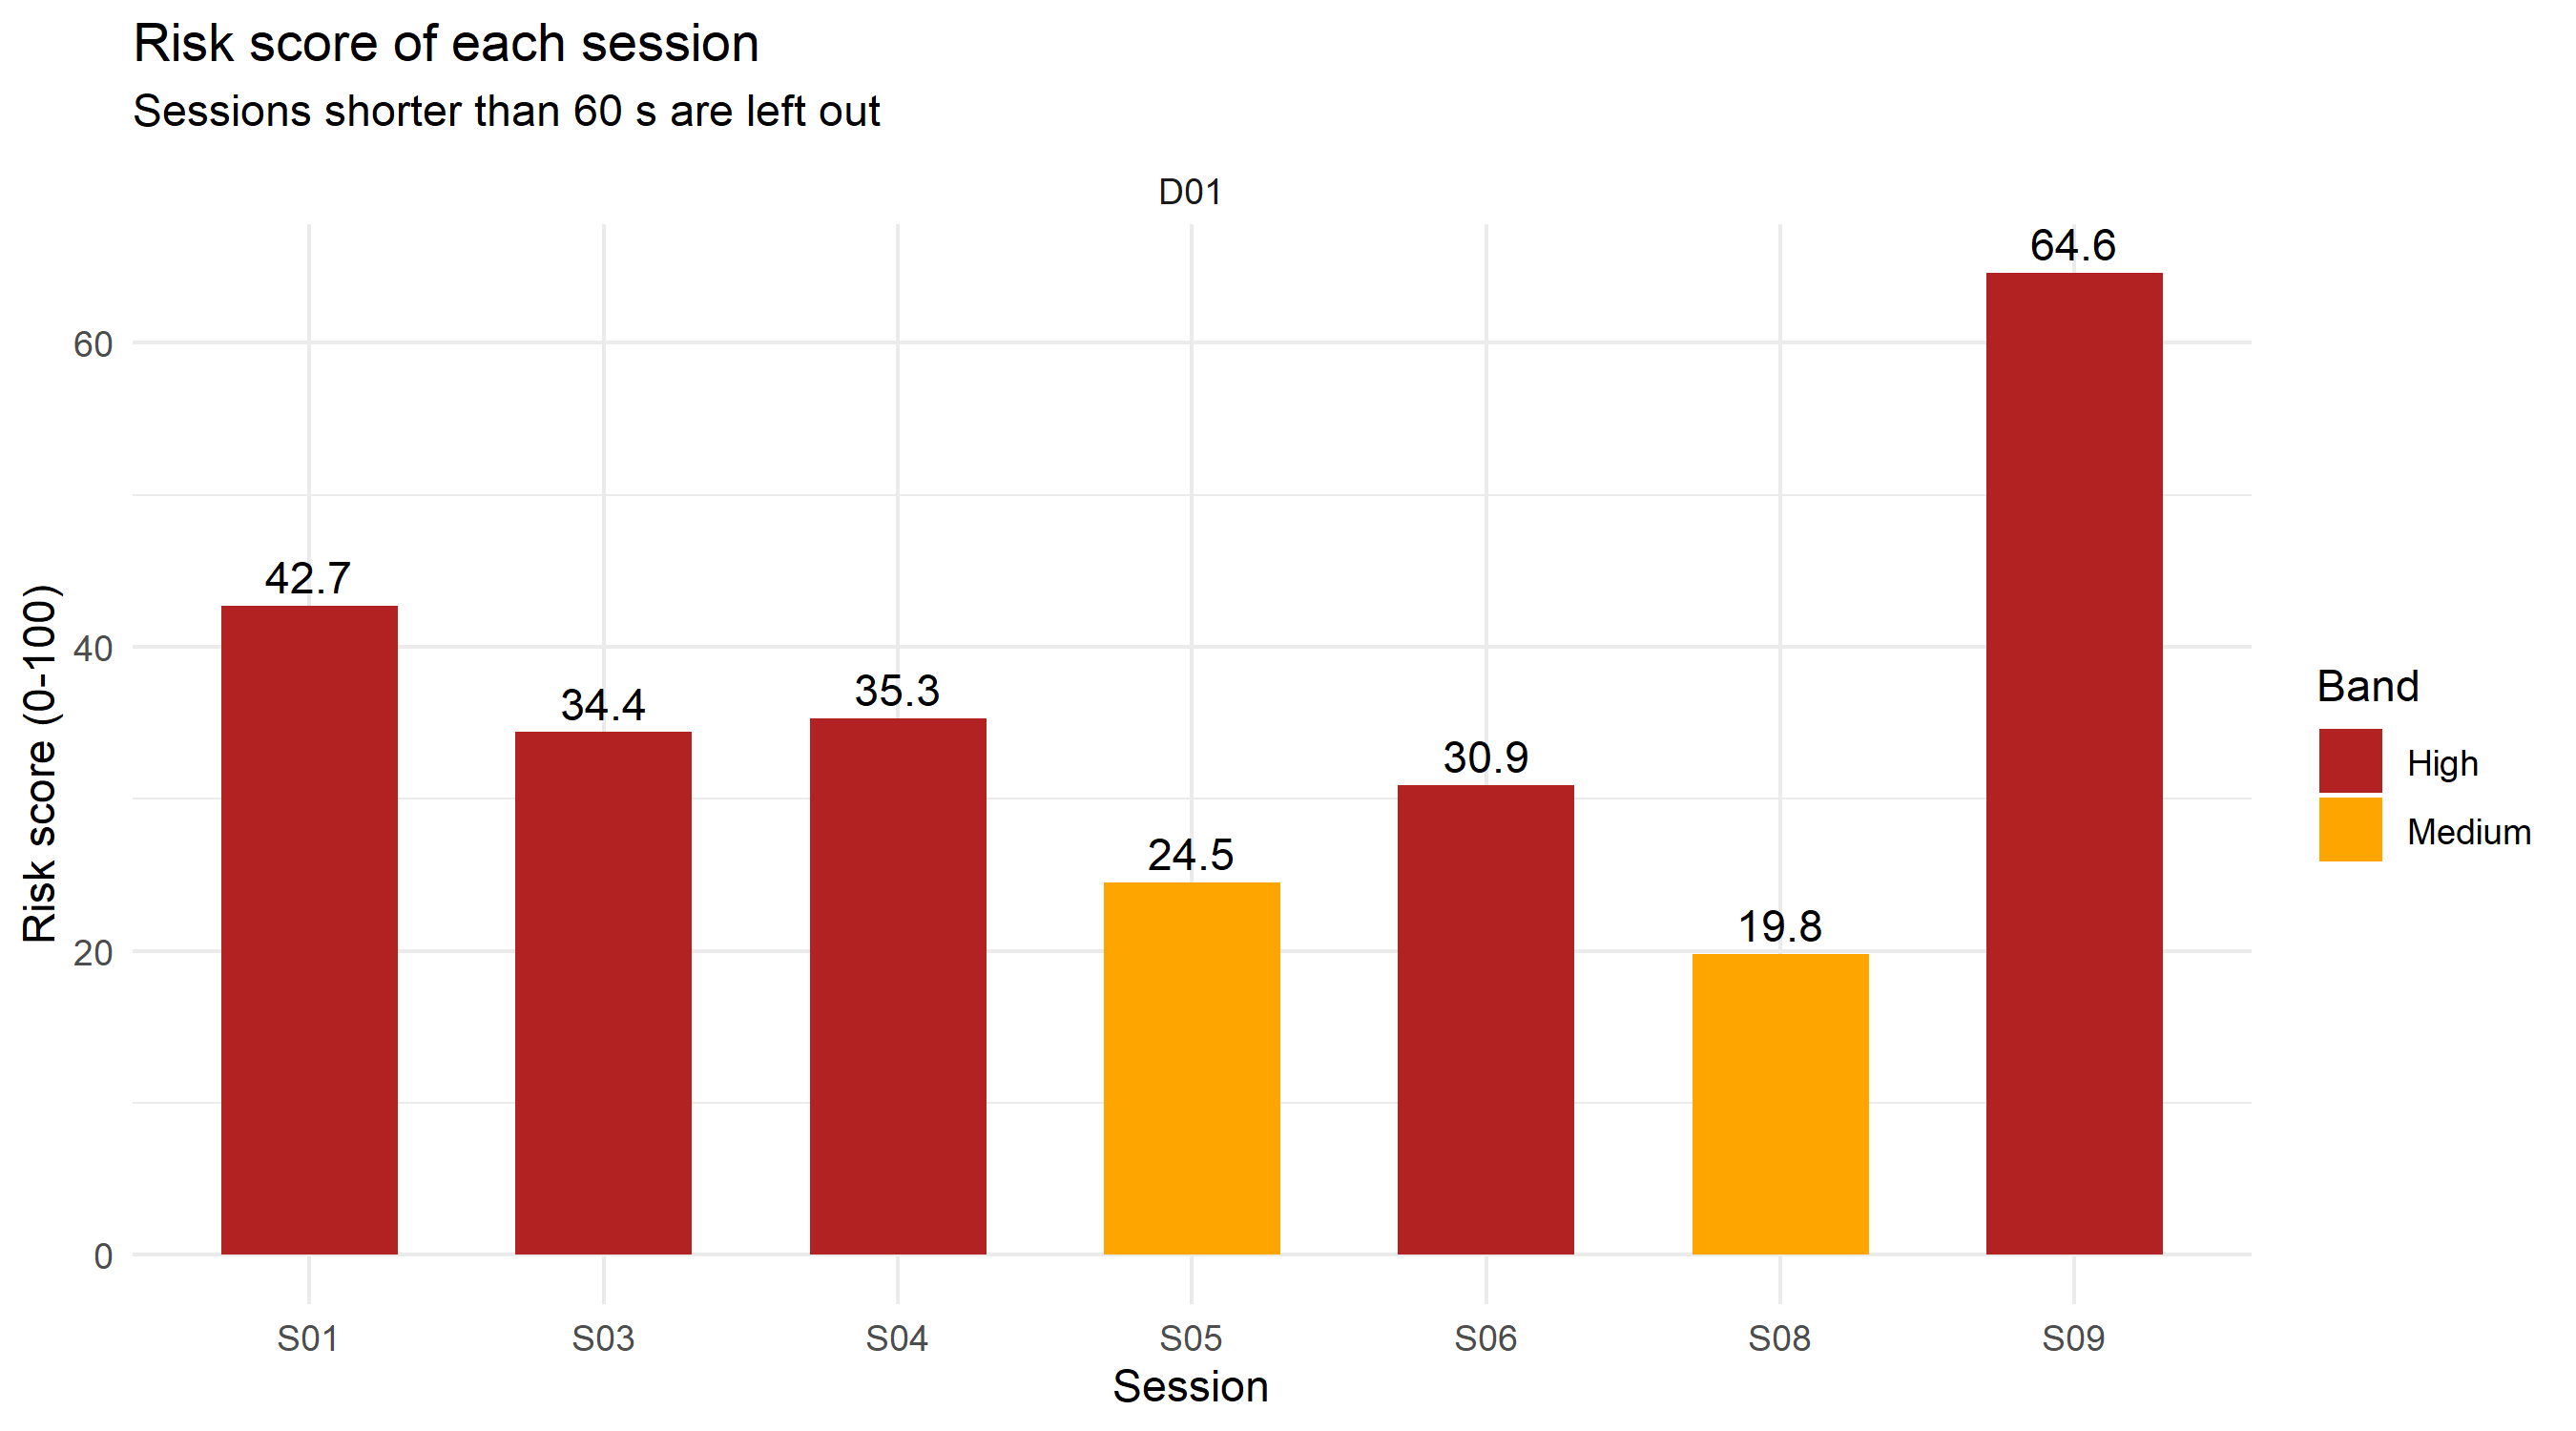 Risk score of each session
Sessions shorter than 60 s are left out
D01
64.6
60
42.7
40
35.3
34.4
30.9
24.5
19.8
20
0
Risk score (0-100)
Band
High
Medium
S01 S03 S04 S05 S06 S08 S09
Session